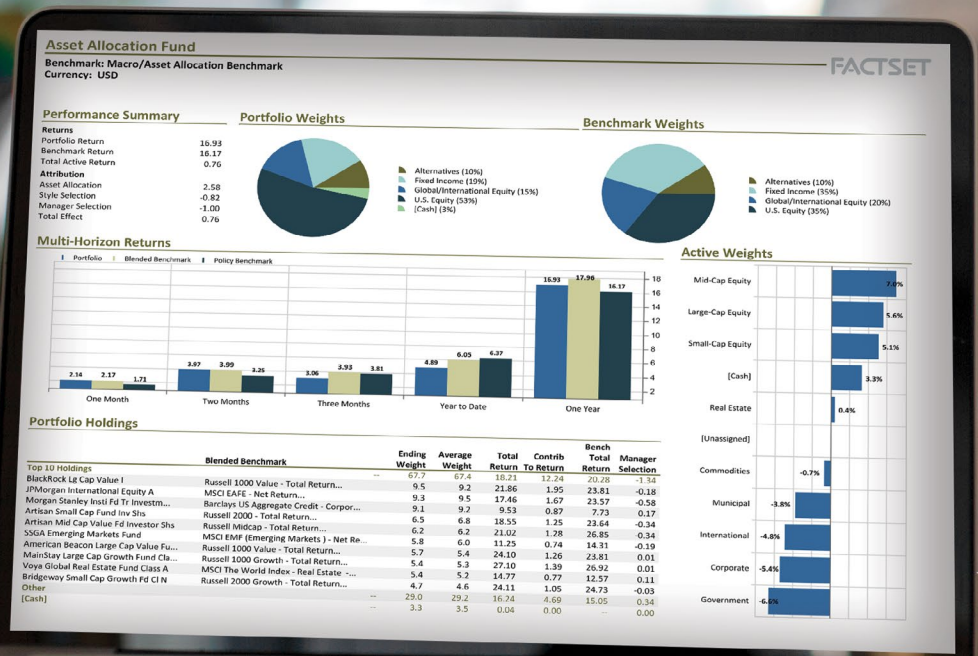 Asset Allocation Fund
Benchmark: Macro/Asset Allocation Benchmark
Currency: USD
FACTSET
Performance Summary
Returns
Portfolio Return 16.93
Benchmark Return 16.17
Total Active Return 0.76
Attribution
Asset Allocation 2.58
Style Selection -0.82
Manager Selection -1.00
Total Effect 0.76
Portfolio Weights
Alternatives (10%)
Fixed Income (19%)
Global/International Equity (15%)
U.S. Equity (53%)
[Cash] (3%)
Benchmark Weights
Alternatives (10%)
Fixed Income (35%)
Global/International Equity (20%)
U.S. Equity (35%)
Multi-Horizon Returns
Portfolio Blended Benchmark Policy Benchmark
2.14 2.17 1.71
3.97 3.99 3.25
3.06 3.93 3.81
4.89 6.05 6.37
16.93 17.96 16.17
18
16
14
12
10
8
6
4
2
One Month Two Months Three Months Year to Date One Year
Active Weights
Mid-Cap Equity 7.0%
Large-Cap Equity 5.6%
Small-Cap Equity 5.1%
[Cash] 3.3%
Real Estate 0.4%
[Unassigned]
Commodities -0.7%
Municipal -3.8%
International -4.8%
Corporate -5.4%
Government -6.6%
Portfolio Holdings
Blended Benchmark Ending Weight Average Weight Total Return Contrib To Return Bench Total Return Manager Selection
Top 10 Holdings -- 67.7 67.4 18.21 12.24 20.28 -1.34
BlackRock Lg Cap Value I Russell 1000 Value - Total Return... 9.5 9.2 21.86 1.95 23.81 -0.18
JPMorgan International Equity A MSCI EAFE - Net Return... 9.3 9.5 17.46 1.67 23.57 -0.58
Morgan Stanley Insti Fd Tr Investm... Barclays US Aggregate Credit - Corpor... 9.1 9.2 9.53 0.87 7.73 0.17
Artisan Small Cap Fund Inv Shs Russell 2000 - Total Return... 6.5 6.8 18.55 1.25 23.64 -0.34
Artisan Mid Cap Value Fd Investor Shs Russell Midcap - Total Return... 6.2 6.2 21.02 1.28 26.85 -0.34
SSGA Emerging Markets Fund MSCI EMF (Emerging Markets ) - Net Re... 5.8 6.0 11.25 0.74 14.31 -0.19
American Beacon Large Cap Value Fu... Russell 1000 Value - Total Return... 5.7 5.4 24.10 1.26 23.81 0.01
MainStay Large Cap Growth Fund Cla... Russell 1000 Growth - Total Return... 5.4 5.3 27.10 1.39 26.92 0.01
Voya Global Real Estate Fund Class A MSCI The World Index - Real Estate -... 5.4 5.2 14.77 0.77 12.57 0.11
Bridgeway Small Cap Growth Fd Cl N Russell 2000 Growth - Total Return... 4.7 4.6 24.11 1.05 24.73 -0.03
Other -- 29.0 29.2 16.24 4.69 15.05 0.34
[Cash] -- 3.3 3.5 0.04 0.00 -- 0.00